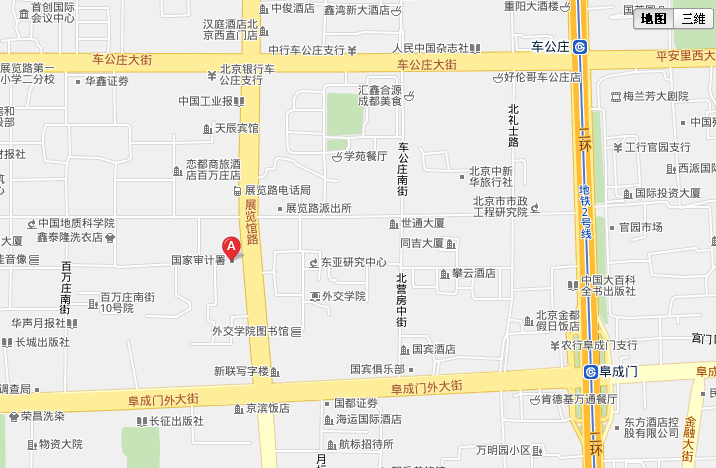 首创国际
会议中心
汉庭酒店北
京西直门店
中俊酒店
鑫湾新大酒店
重阳大酒楼
地图
三维
车公庄大街
中行车公庄支行
人民中国杂志社
车公庄
车公庄大街
平安里西大
展览路第一
小学二分校
华鑫证券
北京银行车
公庄支行
汇鑫合源
成都美食
好伦哥车公庄店
中国工业报
北礼士路
梅兰芳大剧院
天辰宾馆
二环
车公庄南街
学苑餐厅
工行官园支行
恋都商旅酒
店百万庄店
西派国际
北京中新
华旅行社
展览路电话局
地铁2号线
国际投资大厦
展览路派出所
北京市市政
工程研究院
展览馆路
中国地质科学院
鑫泰隆洗衣店
世通大厦
官园市场
同吉大厦
大厦
佳音像
国家审计署
A
东亚研究中心
攀云酒店
百万庄南街
北营房中街
中国大百科
全书出版社
百万庄南街
10号院
外交学院
华声月报社
外交学院图书馆
北京金都
假日饭店
长城出版社
国宾酒店
农行阜成门支行
宫门口
新联写字楼
国宾俱乐部
阜成门
阜成
调查局
阜成门外大街
阜成门外大街
肯德基万通餐厅
荣昌洗染
京滨饭店
国都证券
长征出版社
海运国际酒店
东方酒店控
股有限公司
金融大街
物资大院
航标招待所
万明园小区
二环